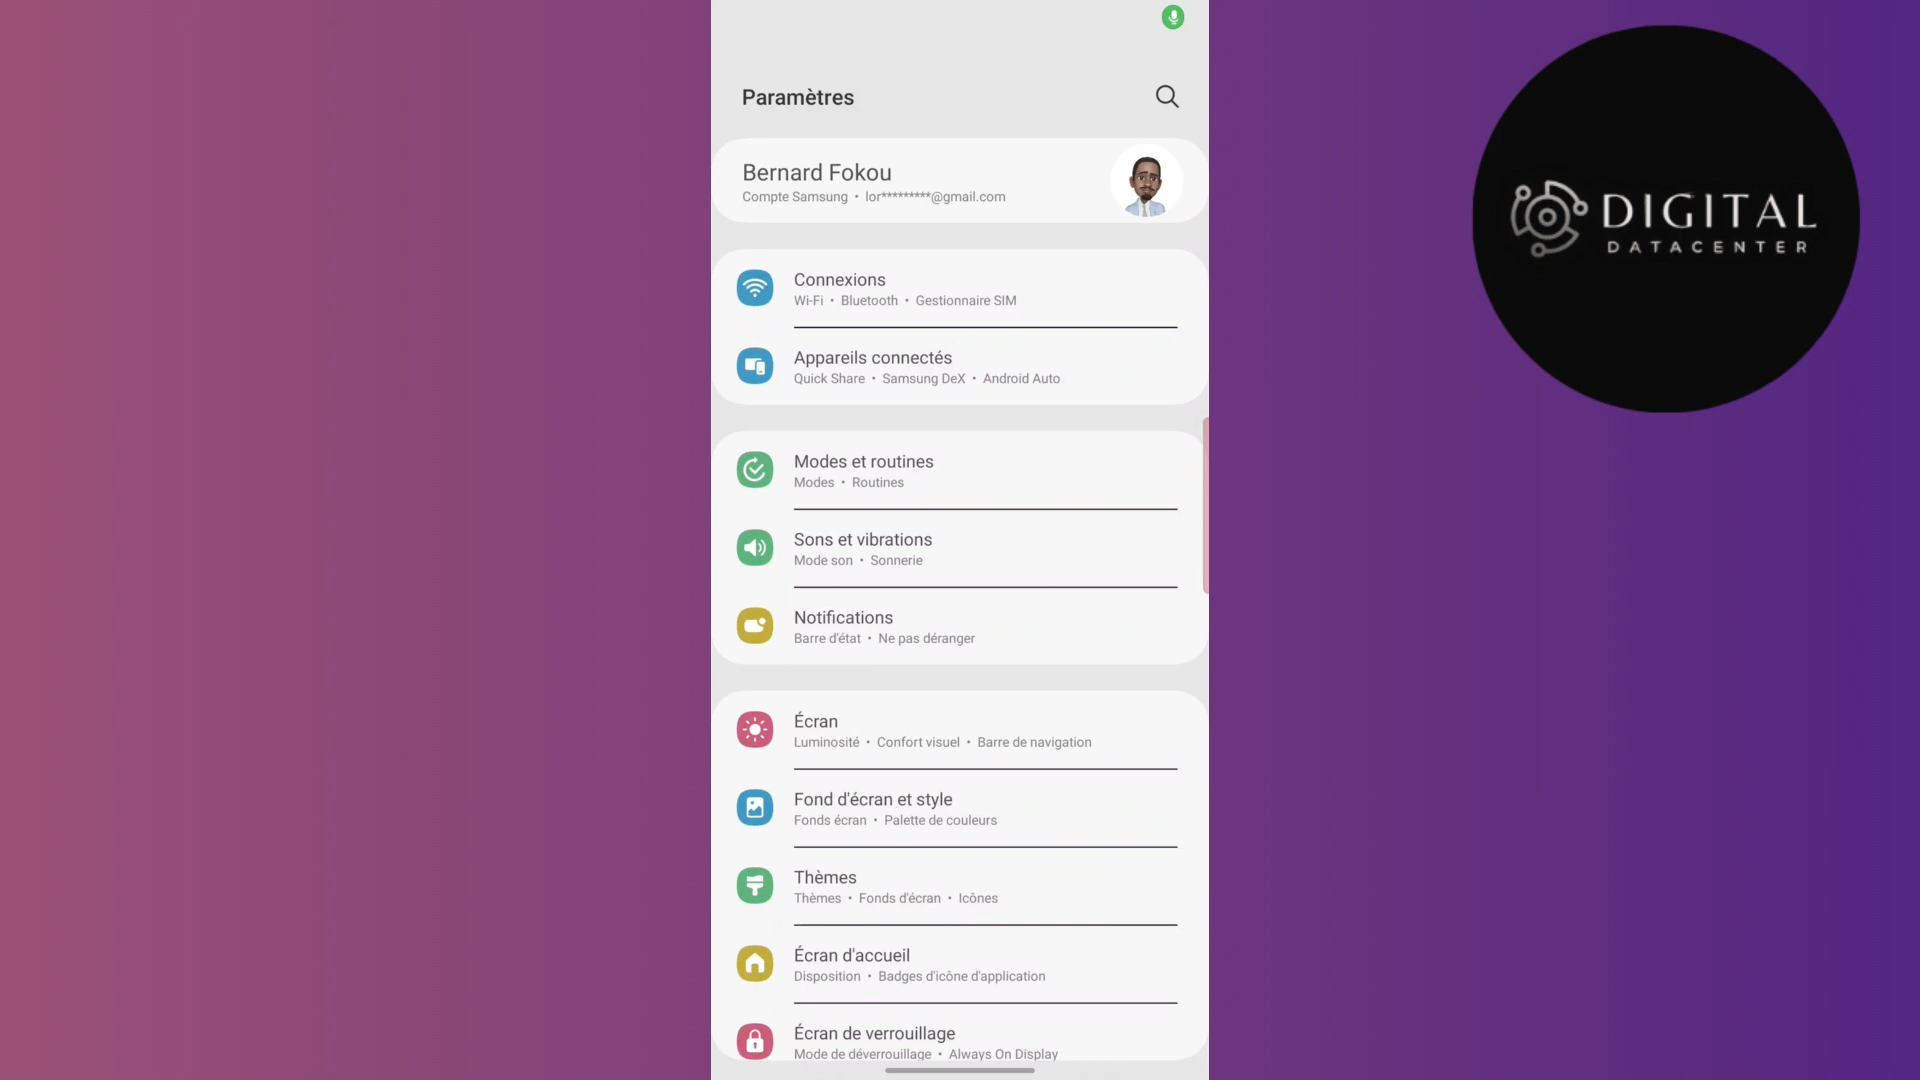 Paramètres
Bernard Fokou
Compte Samsung • lor*********@gmail.com
Connexions
Wi-Fi • Bluetooth • Gestionnaire SIM
Appareils connectés
Quick Share • Samsung DeX • Android Auto
Modes et routines
Modes • Routines
Sons et vibrations
Mode son • Sonnerie
Notifications
Barre d'état • Ne pas déranger
Écran
Luminosité • Confort visuel • Barre de navigation
Fond d'écran et style
Fonds écran • Palette de couleurs
Thèmes
Thèmes • Fonds d'écran • Icônes
Écran d'accueil
Disposition • Badges d'icône d'application
Écran de verrouillage
Mode de déverrouillage • Always On Display
DIGITAL
DATACENTER